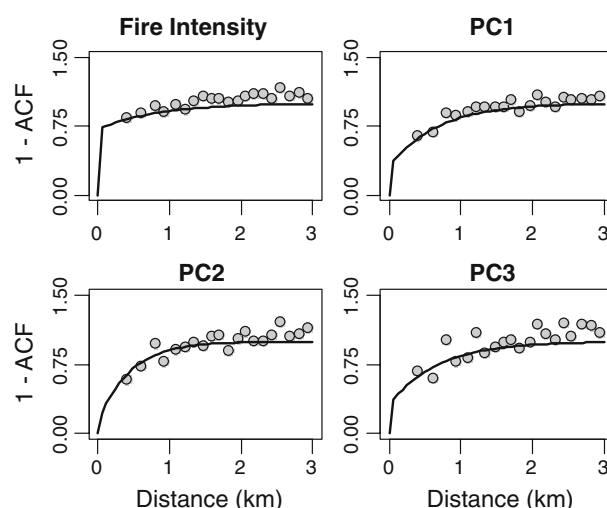 Fire Intensity
PC1
1 - ACF
1.50
0.75
0.00
0 1 2 3
0 1 2 3
1.50
0.75
0.00
PC2
PC3
1 - ACF
1.50
0.75
0.00
0 1 2 3
0 1 2 3
1.50
0.75
0.00
Distance (km)
Distance (km)